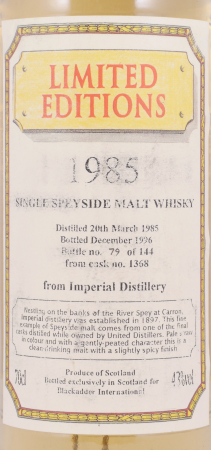 LIMITED
EDITIONS
1985
SINGLE SPEYSIDE MALT WHISKY
Distilled 20th March 1985
Bottled December 1996
Bottle no. 79 of 144
from cask no. 1368
from Imperial Distillery
Nestling on the banks of the River Spey at Carron,
Imperial distillery was established in 1897. This fine
example of Speyside malt comes from one of the final
casks distilled while owned by United Distillers. Pale
in colour and with a gently-peated character this is a
clean-drinking malt with a slightly spicy finish
Produce of Scotland
70cl
Bottled exclusively in Scotland for
Blackadder International
43%vol